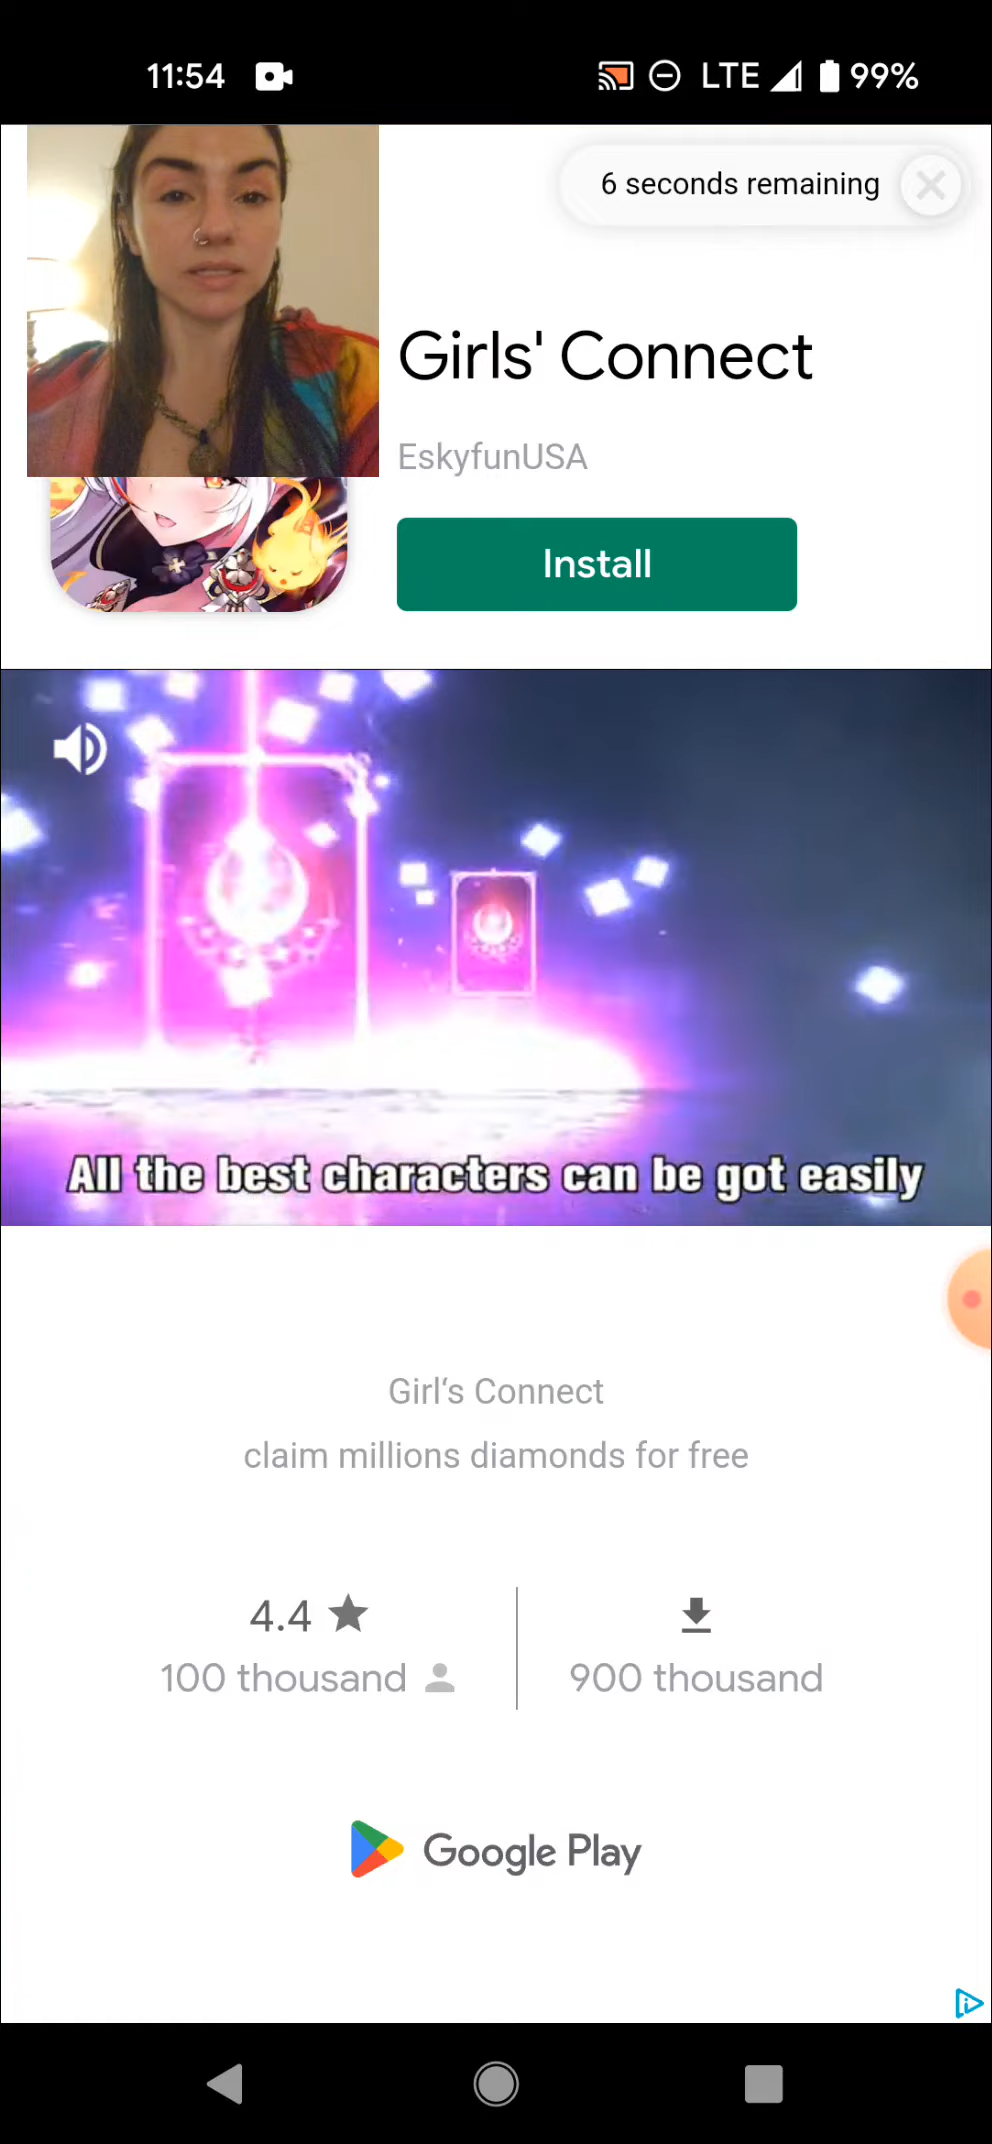 11:54 LTE 99%
6 seconds remaining
Girls' Connect
EskyfunUSA
Install
All the best characters can be got easily
Girl‘s Connect
claim millions diamonds for free
4.4
100 thousand
900 thousand
Google Play